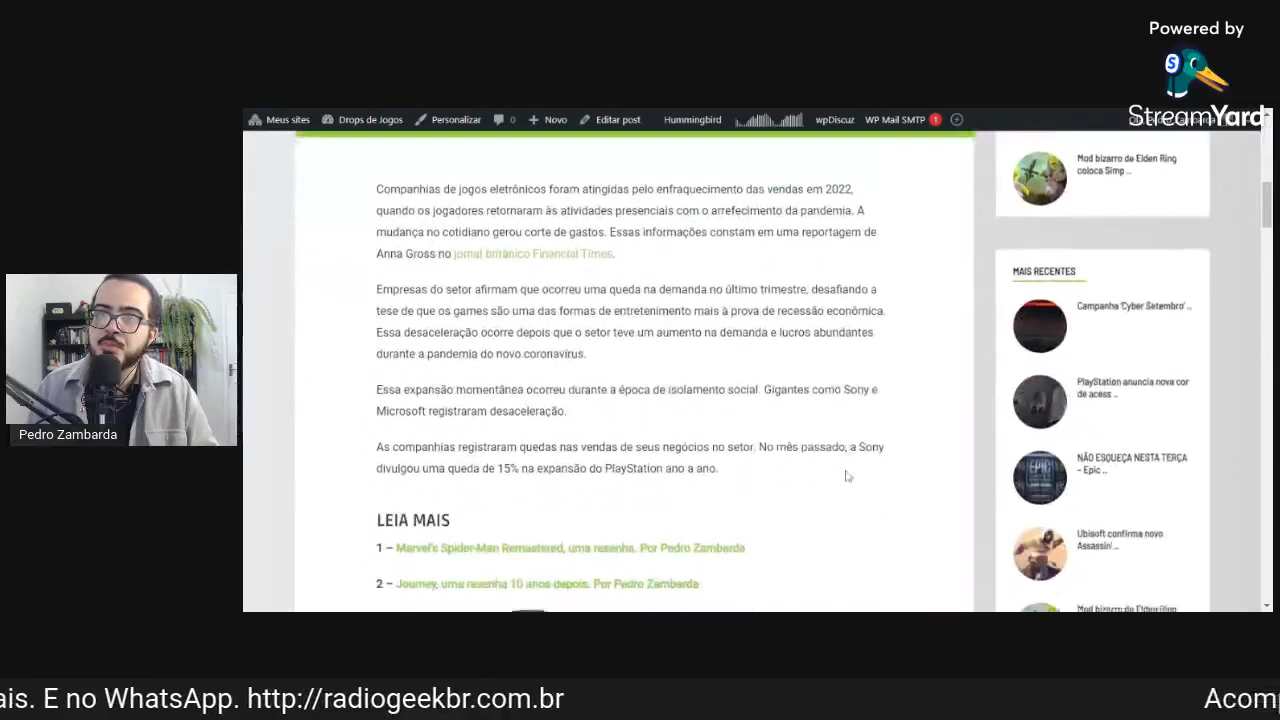 Powered by
S
StreamYard
Meus sites Drops de Jogos Personalizar 0 Novo Editar post Hummingbird wpDiscuz WP Mail SMTP 1
Companhias de jogos eletrônicos foram atingidas pelo enfraquecimento das vendas em 2022,
quando os jogadores retornaram às atividades presenciais com o arrefecimento da pandemia. A
mudança no cotidiano gerou corte de gastos. Essas informações constam em uma reportagem de
Anna Gross no jornal britânico Financial Times.
Empresas do setor afirmam que ocorreu uma queda na demanda no último trimestre, desafiando a
tese de que os games são uma das formas de entretenimento mais à prova de recessão econômica.
Essa desaceleração ocorre depois que o setor teve um aumento na demanda e lucros abundantes
durante a pandemia do novo coronavírus.
Essa expansão momentânea ocorreu durante a época de isolamento social. Gigantes como Sony e
Microsoft registraram desaceleração.
As companhias registraram quedas nas vendas de seus negócios no setor. No mês passado, a Sony
divulgou uma queda de 15% na expansão do PlayStation ano a ano.
LEIA MAIS
1 – Marvel's Spider-Man Remastered, uma resenha. Por Pedro Zambarda
2 – Journey, uma resenha 10 anos depois. Por Pedro Zambarda
Mod bizarro de Elden Ring
coloca Simp ..
MAIS RECENTES
Campanha 'Cyber Setembro' ..
PlayStation anuncia nova cor
de acess ..
NÃO ESQUEÇA NESTA TERÇA
– Epic ..
EPIC
Ubisoft confirma novo
Assassin' ..
Mod bizarro de Elden Ring
Pedro Zambarda
ais. E no WhatsApp. http://radiogeekbr.com.br
Acom